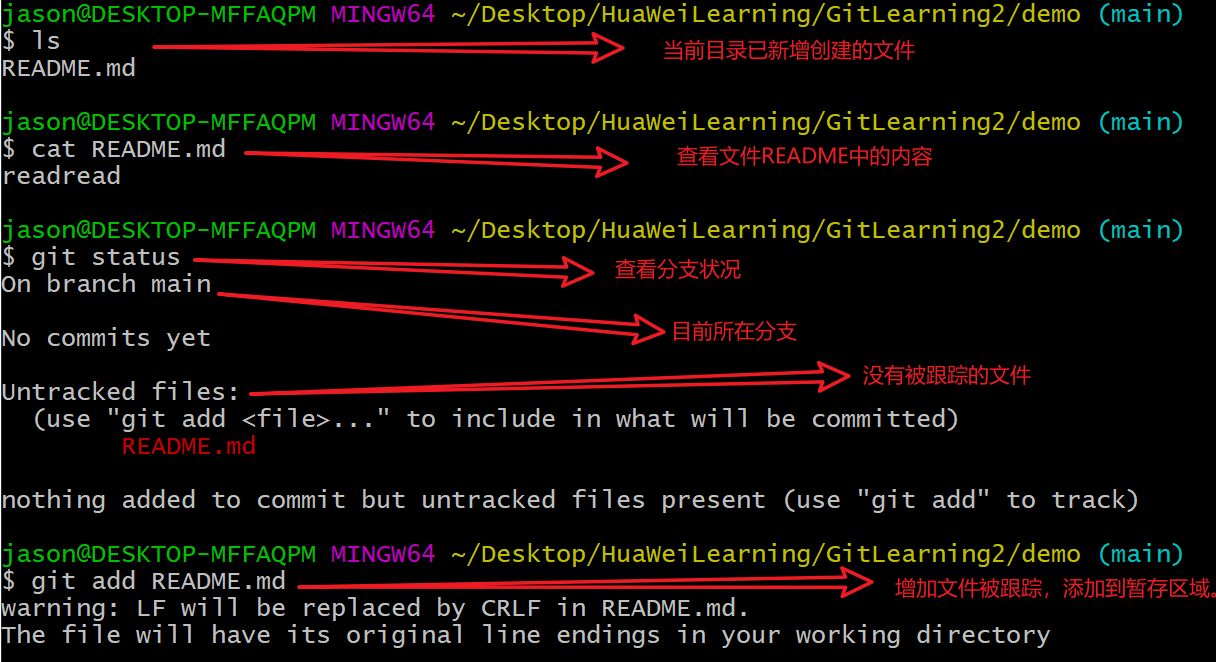 jason@DESKTOP-MFFAQPM MINGW64 ~/Desktop/HuaWeiLearning/GitLearning2/demo (main)
$ ls
当前目录已新增创建的文件
README.md
jason@DESKTOP-MFFAQPM MINGW64 ~/Desktop/HuaWeiLearning/GitLearning2/demo (main)
$ cat README.md
查看文件README中的内容
readread
jason@DESKTOP-MFFAQPM MINGW64 ~/Desktop/HuaWeiLearning/GitLearning2/demo (main)
$ git status
查看分支状况
On branch main
目前所在分支
No commits yet
没有被跟踪的文件
Untracked files:
(use "git add <file>..." to include in what will be committed)
README.md
nothing added to commit but untracked files present (use "git add" to track)
jason@DESKTOP-MFFAQPM MINGW64 ~/Desktop/HuaWeiLearning/GitLearning2/demo (main)
$ git add README.md
增加文件被跟踪，添加到暂存区域。
warning: LF will be replaced by CRLF in README.md.
The file will have its original line endings in your working directory